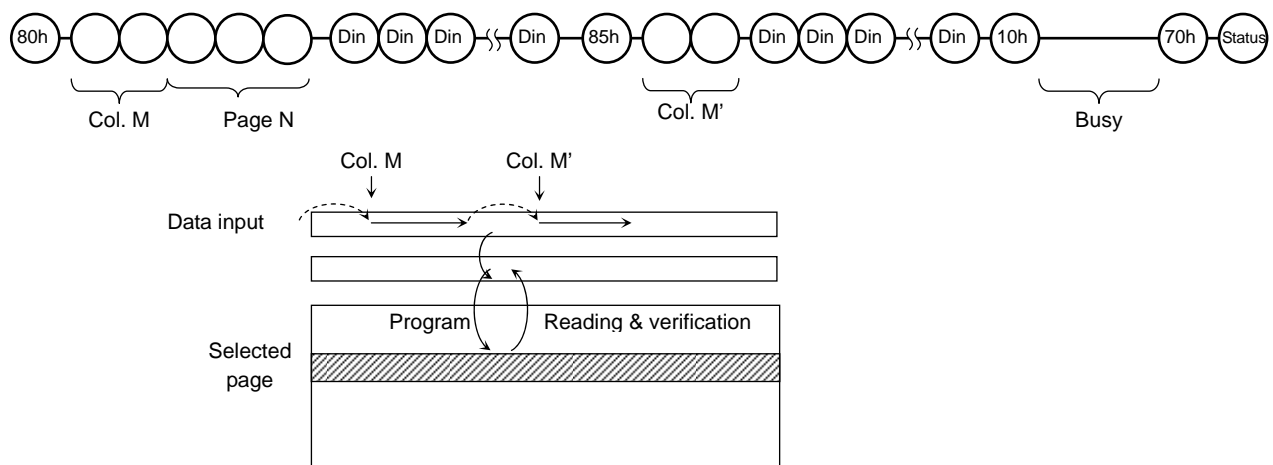 80h Din Din Din Din 85h Din Din Din Din 10h 70h Status
Col. M Page N Col. M’ Busy
Col. M Col. M’
Data input
Program Reading & verification
Selected
page